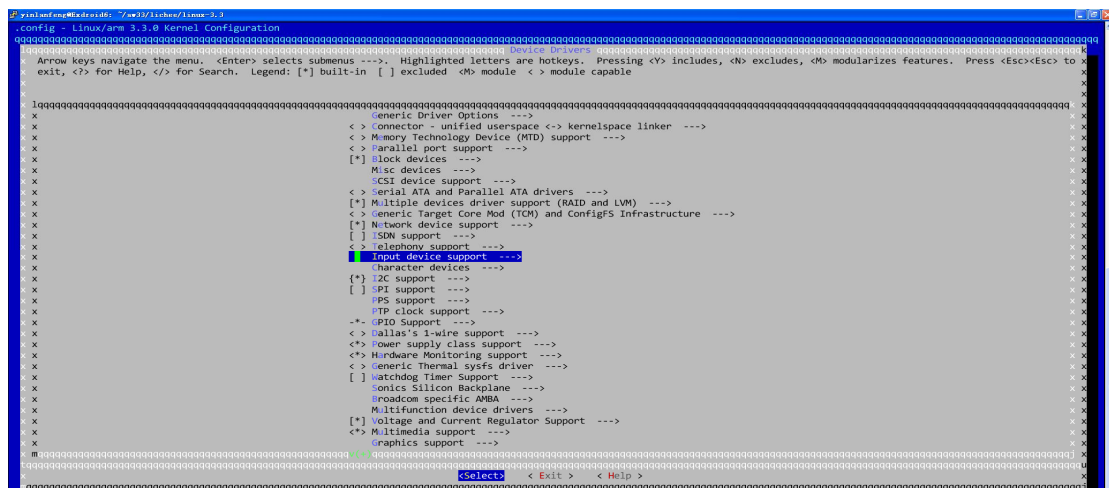 yinlanfeng@Exdroid6: ~/aw33/lichee/linux-3.3
.config - Linux/arm 3.3.0 Kernel Configuration
Device Drivers
Arrow keys navigate the menu. <Enter> selects submenus --->. Highlighted letters are hotkeys. Pressing <Y> includes, <N> excludes, <M> modularizes features. Press <Esc><Esc> to
exit, <?> for Help, </> for Search. Legend: [*] built-in [ ] excluded <M> module < > module capable
Generic Driver Options --->
< > Connector - unified userspace <-> kernelspace linker --->
< > Memory Technology Device (MTD) support --->
< > Parallel port support --->
[*] Block devices --->
Misc devices --->
SCSI device support --->
< > Serial ATA and Parallel ATA drivers --->
[*] Multiple devices driver support (RAID and LVM) --->
< > Generic Target Core Mod (TCM) and ConfigFS Infrastructure --->
[*] Network device support --->
[ ] ISDN support --->
< > Telephony support --->
Input device support --->
Character devices --->
{*} I2C support --->
[ ] SPI support --->
PPS support --->
PTP clock support --->
-*- GPIO Support --->
< > Dallas's 1-wire support --->
<*> Power supply class support --->
<*> Hardware Monitoring support --->
< > Generic Thermal sysfs driver --->
[ ] Watchdog Timer Support --->
Sonics Silicon Backplane --->
Broadcom specific AMBA --->
Multifunction device drivers --->
[*] Voltage and Current Regulator Support --->
<*> Multimedia support --->
Graphics support --->
<Select> < Exit > < Help >